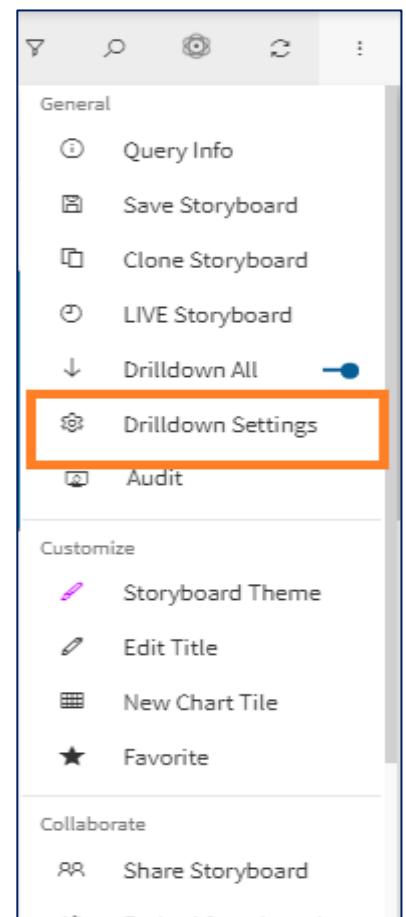 General
Query Info
Save Storyboard
Clone Storyboard
LIVE Storyboard
Drilldown All
Drilldown Settings
Audit
Customize
Storyboard Theme
Edit Title
New Chart Tile
Favorite
Collaborate
Share Storyboard